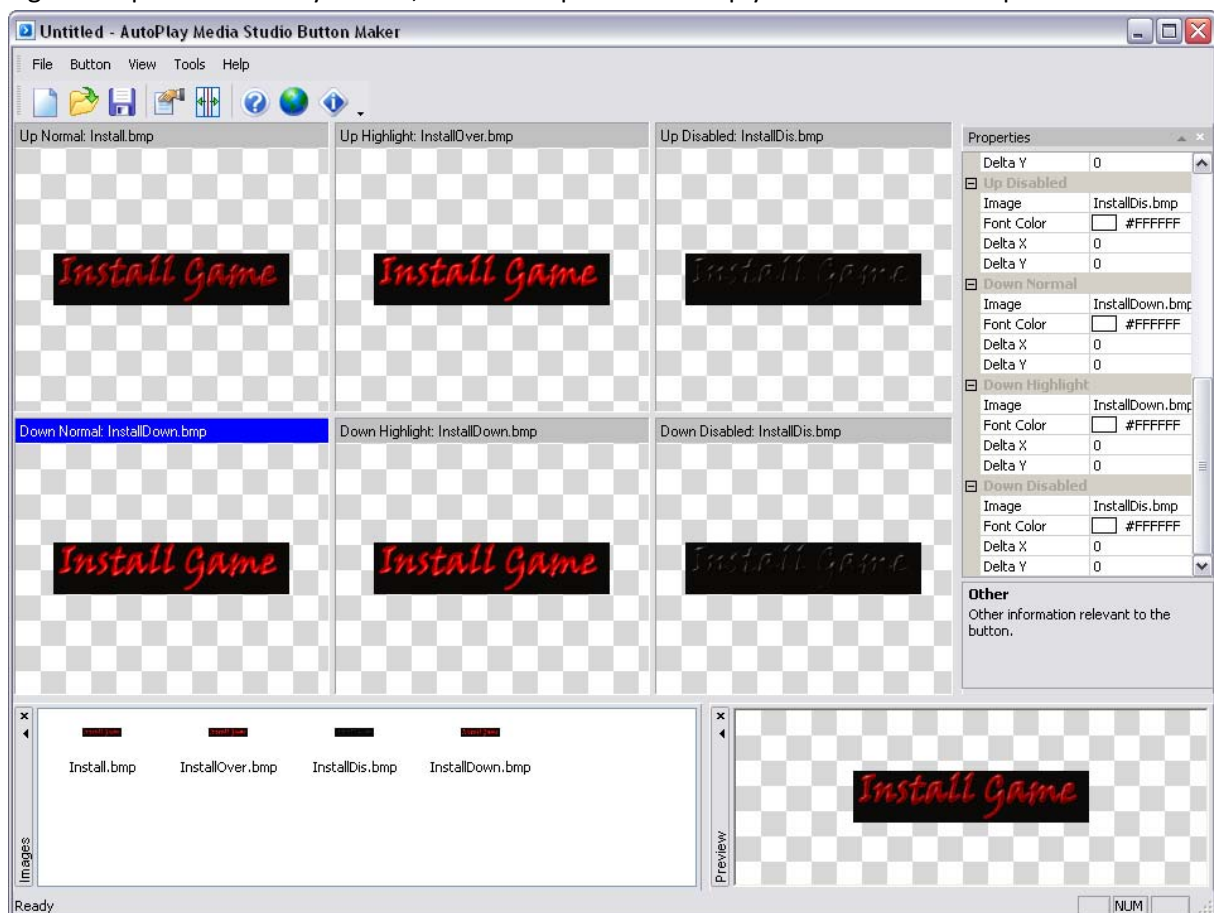 Untitled - AutoPlay Media Studio Button Maker
File Button View Tools Help
Up Normal: Install.bmp
Install Game
Up Highlight: InstallOver.bmp
Install Game
Up Disabled: InstallDis.bmp
Install Game
Down Normal: InstallDown.bmp
Install Game
Down Highlight: InstallDown.bmp
Install Game
Down Disabled: InstallDis.bmp
Install Game
Properties
Delta Y 0
Up Disabled
Image InstallDis.bmp
Font Color #FFFFFF
Delta X 0
Delta Y 0
Down Normal
Image InstallDown.bmp
Font Color #FFFFFF
Delta X 0
Delta Y 0
Down Highlight
Image InstallDown.bmp
Font Color #FFFFFF
Delta X 0
Delta Y 0
Down Disabled
Image InstallDis.bmp
Font Color #FFFFFF
Delta X 0
Delta Y 0
Other
Other information relevant to the
button.
Images
Install.bmp InstallOver.bmp InstallDis.bmp InstallDown.bmp
Preview
Install Game
Ready NUM